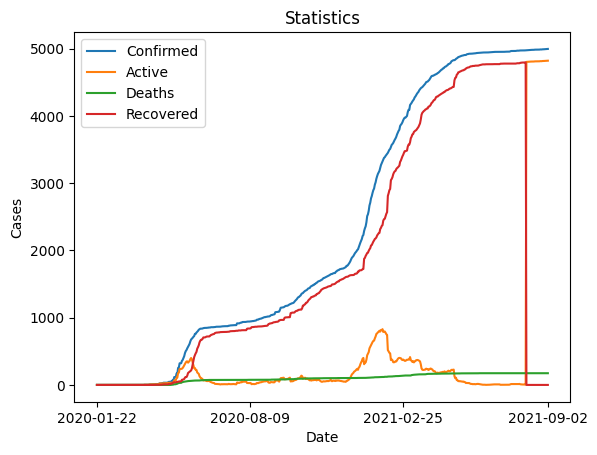 Statistics
Confirmed
Active
Deaths
Recovered
5000
4000
3000
2000
1000
0
Cases
2020-01-22 2020-08-09 2021-02-25 2021-09-02
Date